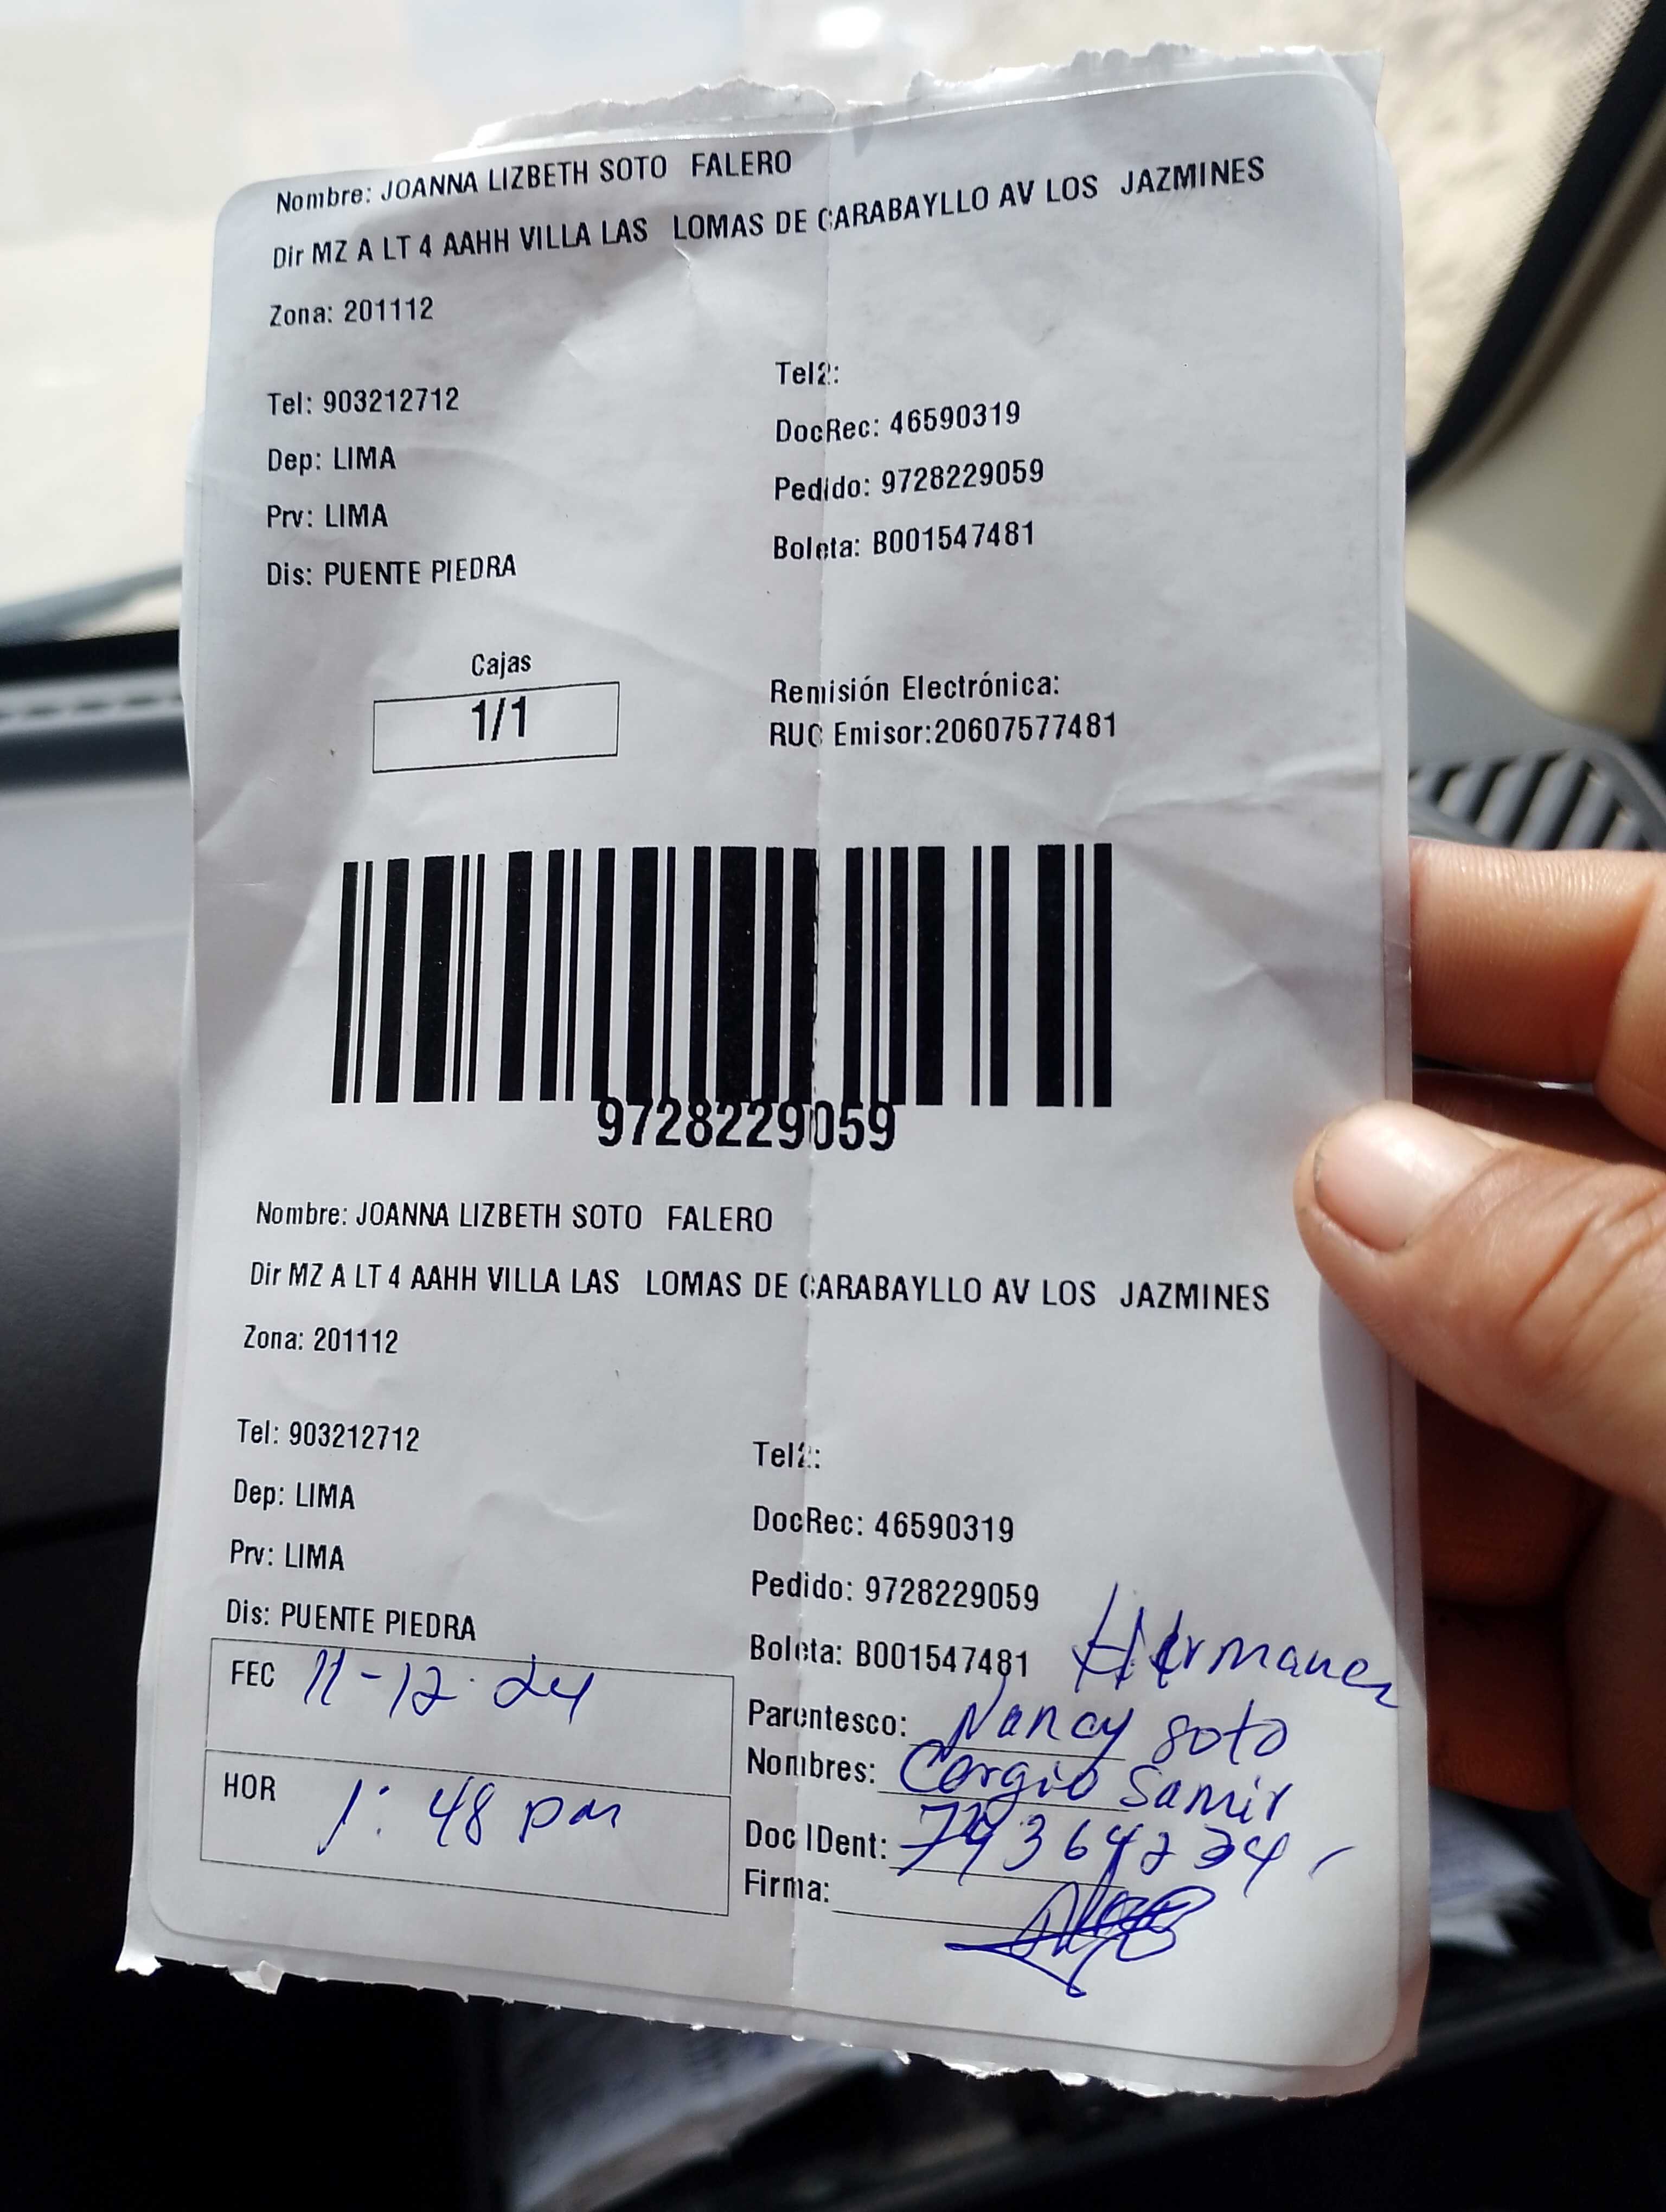 Nombre: JOANNA LIZBETH SOTO FALERO
Dir MZ A LT 4 AAHH VILLA LAS LOMAS DE CARABAYLLO AV LOS JAZMINES
Zona: 201112
Tel: 903212712
Tel2:
Dep: LIMA
DocRec: 46590319
Prv: LIMA
Pedido: 9728229059
Dis: PUENTE PIEDRA
Boleta: B001547481
Cajas
1/1
Remisión Electrónica:
RUC Emisor:20607577481
9728229059
Nombre: JOANNA LIZBETH SOTO FALERO
Dir MZ A LT 4 AAHH VILLA LAS LOMAS DE CARABAYLLO AV LOS JAZMINES
Zona: 201112
Tel: 903212712
Tel2:
Dep: LIMA
DocRec: 46590319
Prv: LIMA
Pedido: 9728229059
Dis: PUENTE PIEDRA
Boleta: B001547481 Hermana
FEC 11-12-24
Parentesco: Nancy Soto
Nombres: Cergio Samir
HOR 1:48 pm
Doc IDent:
Firma: